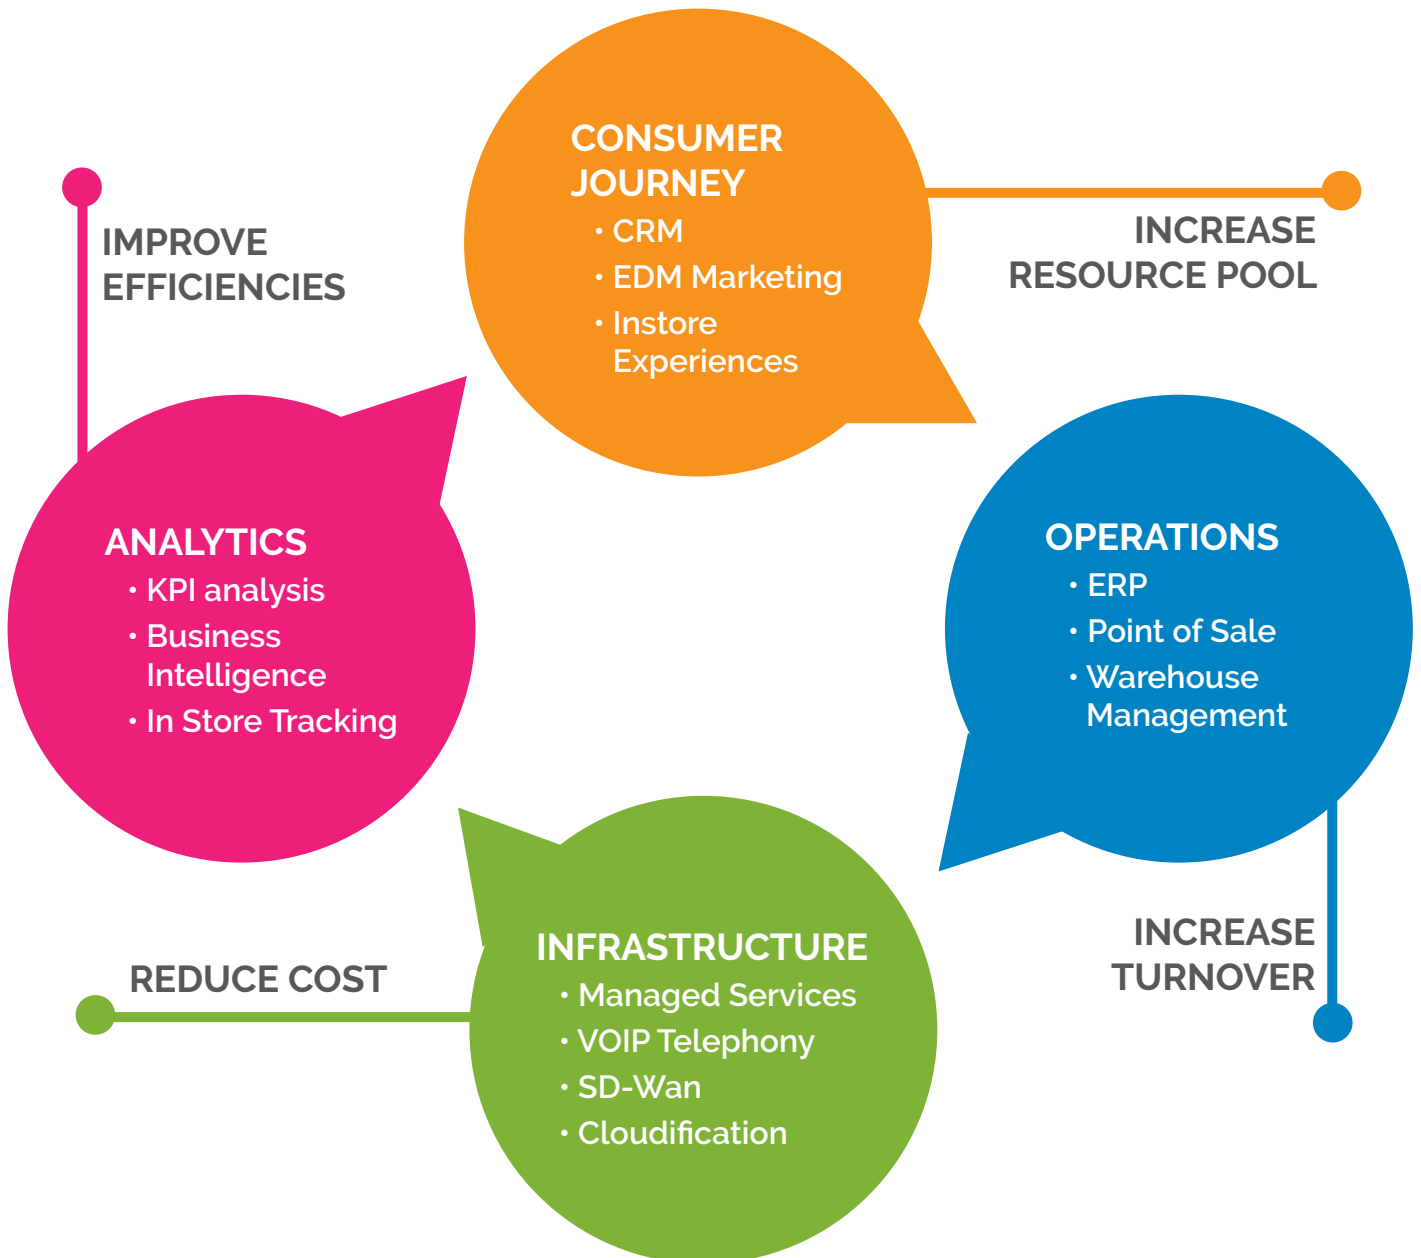 CONSUMER
JOURNEY
• CRM
• EDM Marketing
• Instore
Experiences
INCREASE
RESOURCE POOL
IMPROVE
EFFICIENCIES
ANALYTICS
• KPI analysis
• Business
Intelligence
• In Store Tracking
OPERATIONS
• ERP
• Point of Sale
• Warehouse
Management
INFRASTRUCTURE
• Managed Services
• VOIP Telephony
• SD-Wan
• Cloudification
REDUCE COST
INCREASE
TURNOVER